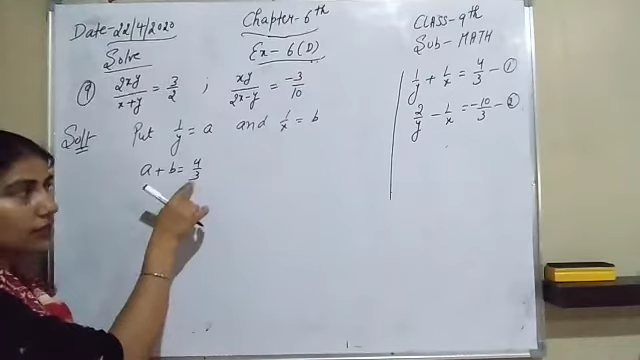 Date-22/4/2020
Chapter-6th
CLASS-9th
Ex-6(D)
Sub-MATH
Solve
(9) 2xy/x+y = 3/2 ; xy/2x-y = -3/10
1/y + 1/x = 4/3 - (1)
2/y - 1/x = -10/3 - (2)
Soln Put 1/y = a and 1/x = b
a + b = 4/3